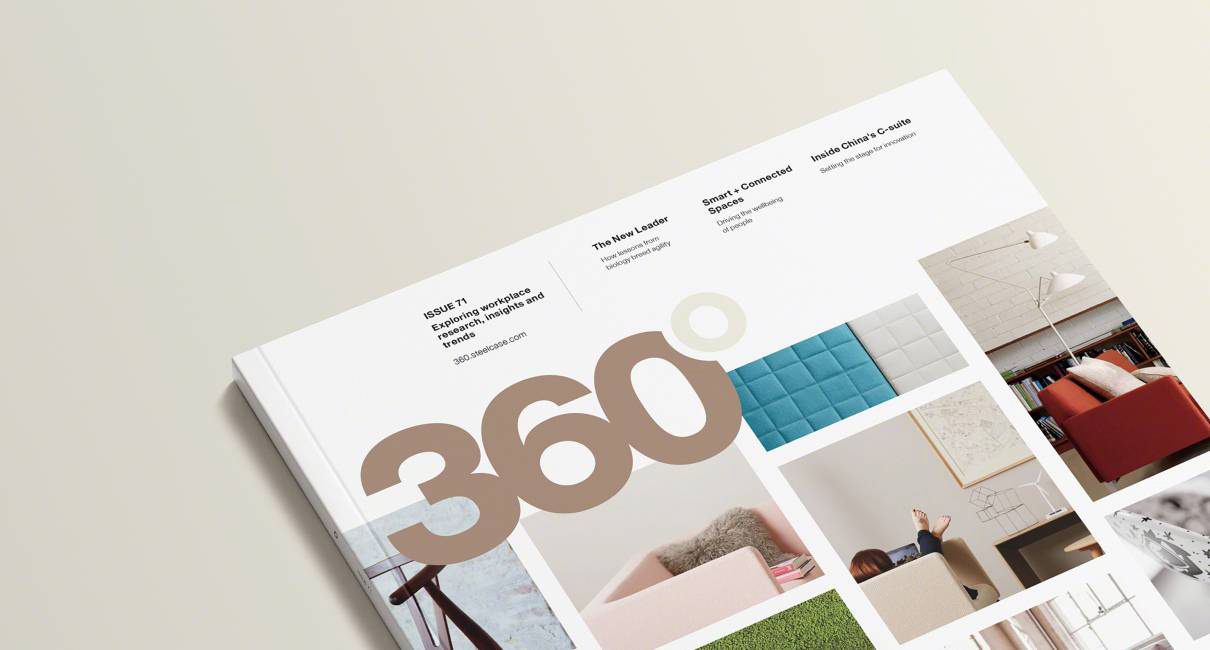 ISSUE 71
Exploring workplace
research, insights and
trends
360.steelcase.com
The New Leader
How lessons from
biology breed agility
Smart + Connected
Spaces
Driving the wellbeing
of people
Inside China's C-suite
Setting the stage for innovation
360°